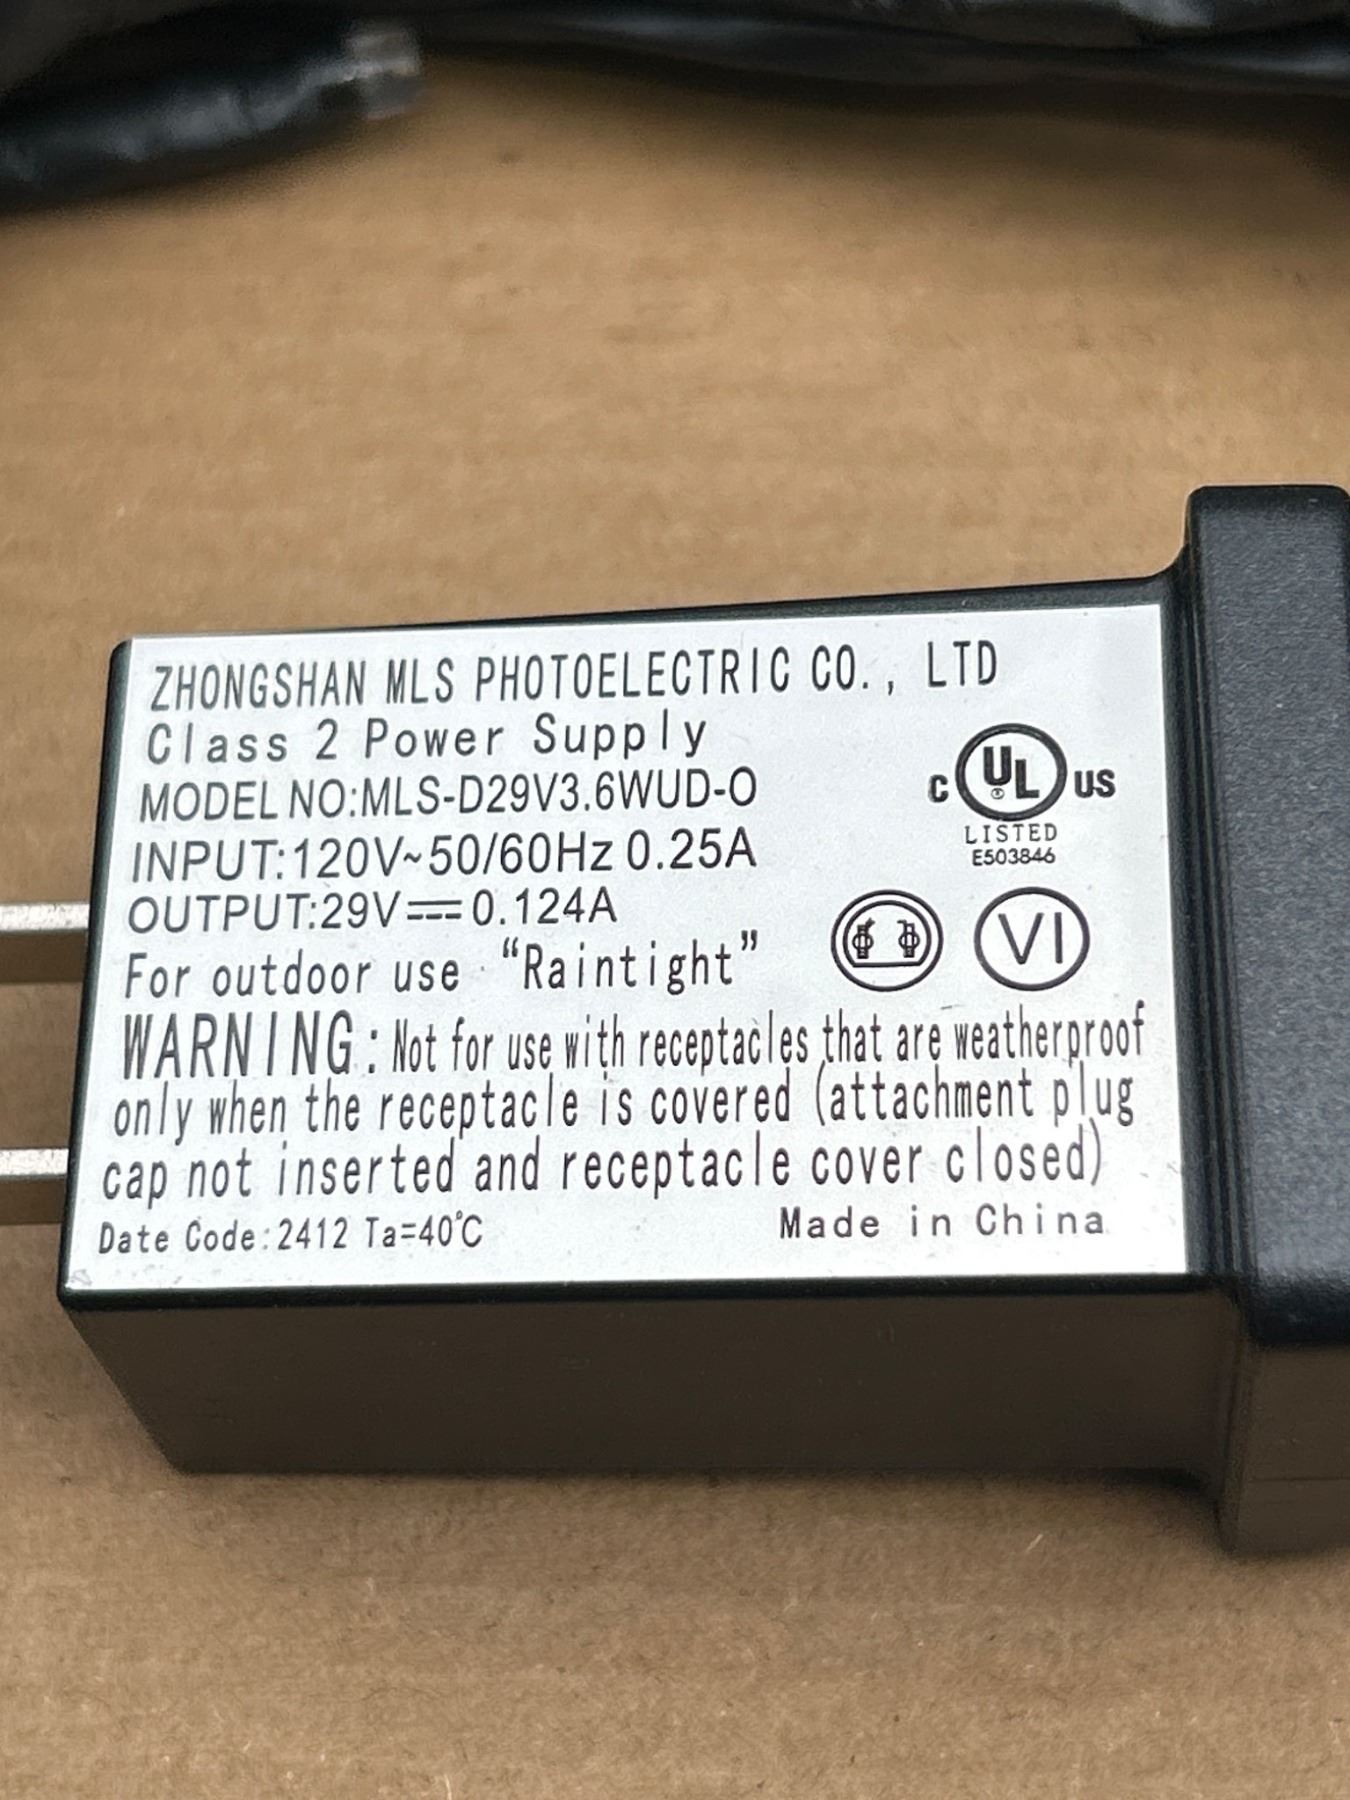 ZHONGSHAN MLS PHOTOELECTRIC CO., LTD
Class 2 Power Supply
MODEL NO:MLS-D29V3.6WUD-O
INPUT:120V~50/60Hz 0.25A
OUTPUT:29V⎓0.124A
For outdoor use "Raintight"
C UL® US
LISTED
E503846
VI
WARNING: Not for use with receptacles that are weatherproof
only when the receptacle is covered (attachment plug
cap not inserted and receptacle cover closed)
Date Code:2412 Ta=40℃
Made in China